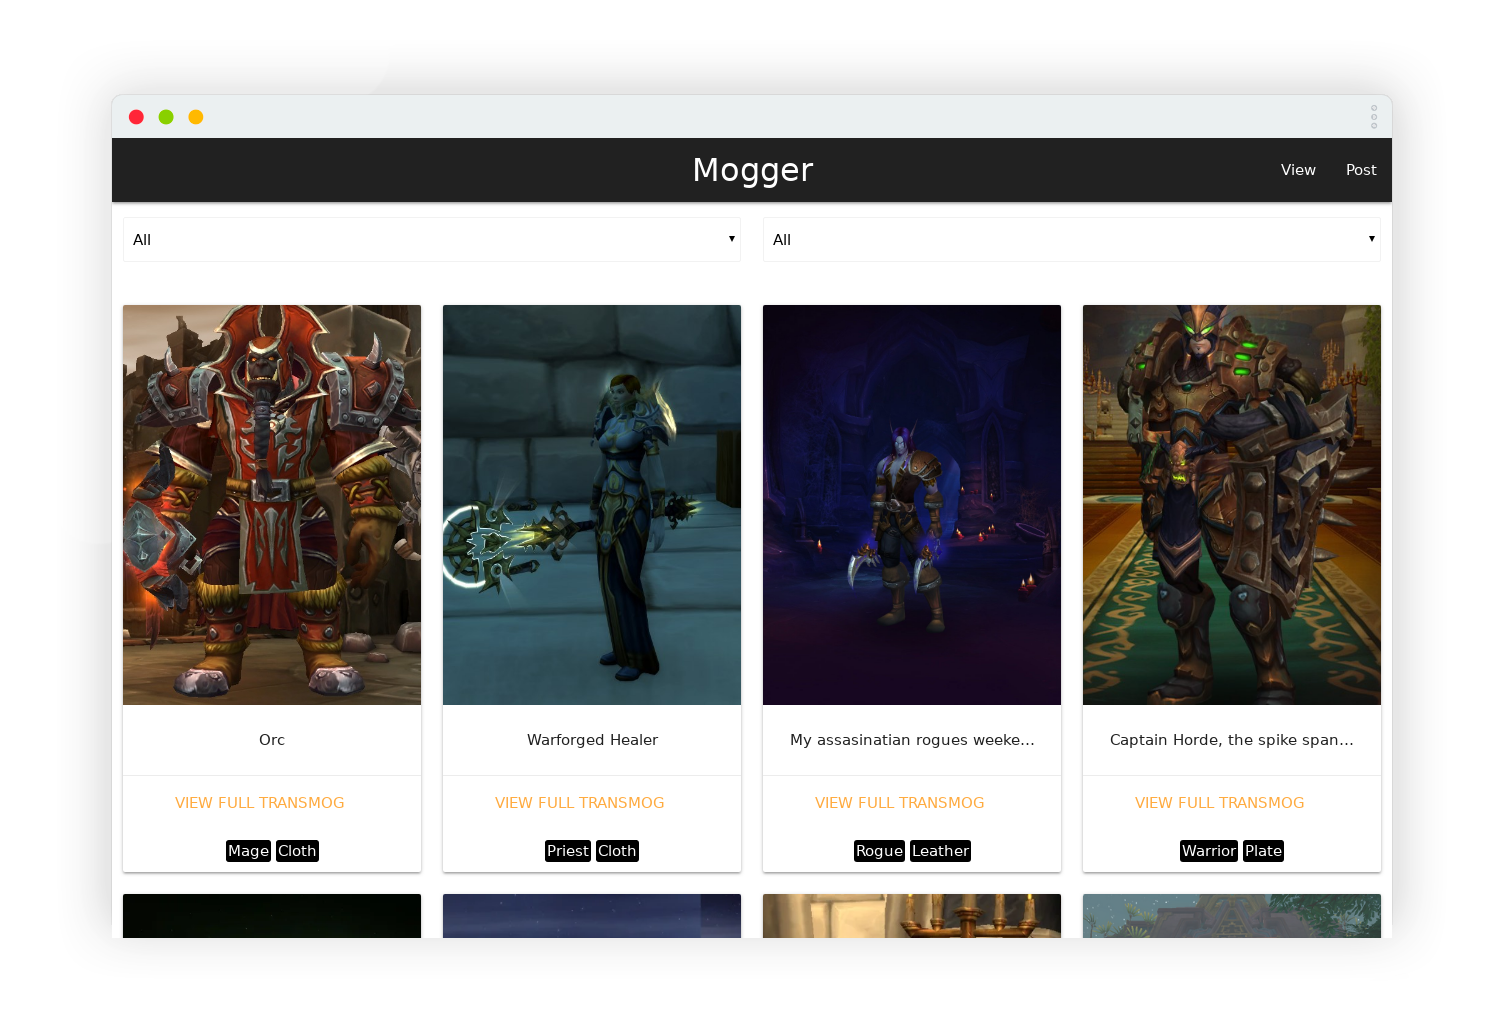 Mogger
View Post
All All
Orc
Warforged Healer
My assasinatian rogues weeke...
Captain Horde, the spike span...
VIEW FULL TRANSMOG
VIEW FULL TRANSMOG
VIEW FULL TRANSMOG
VIEW FULL TRANSMOG
Mage Cloth
Priest Cloth
Rogue Leather
Warrior Plate